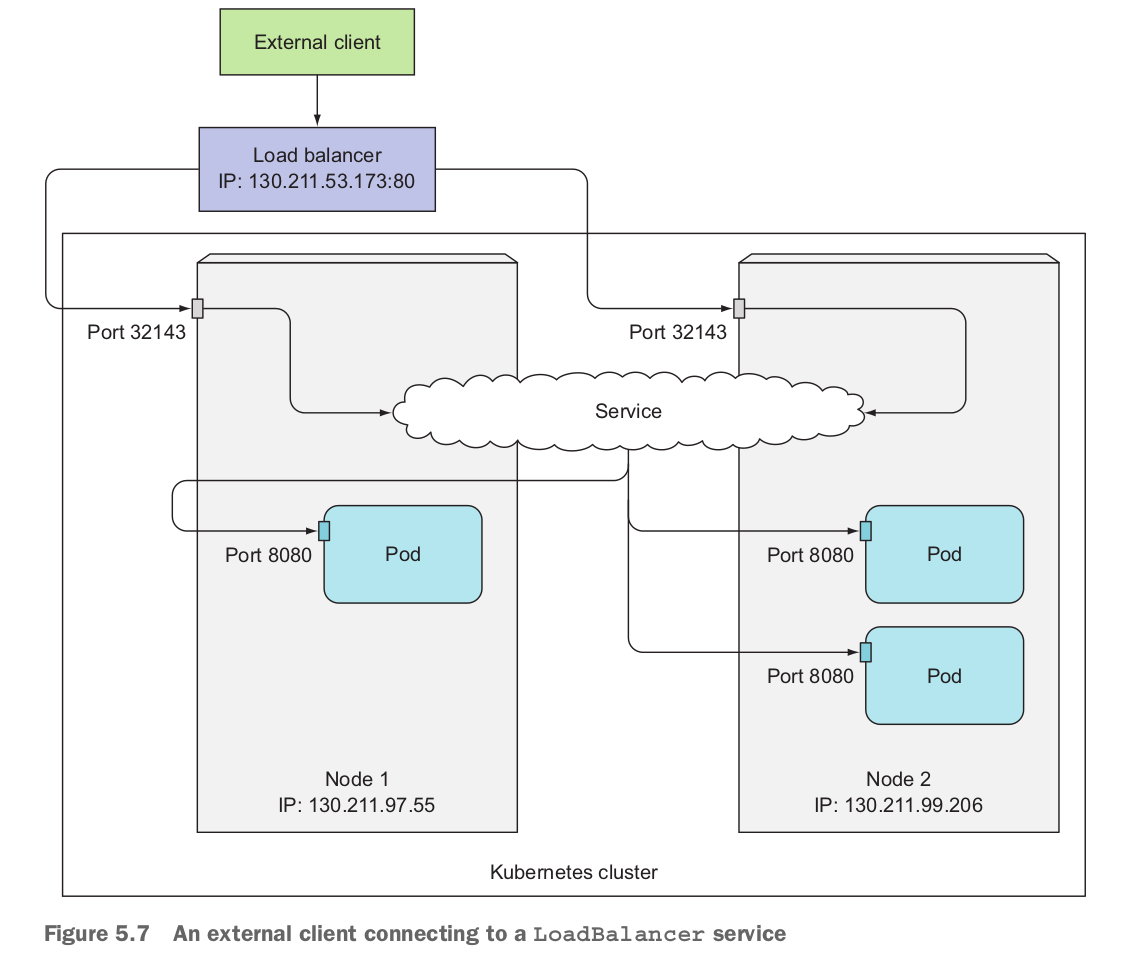 External client
Load balancer
IP: 130.211.53.173:80
Port 32143
Port 32143
Service
Port 8080
Pod
Port 8080
Pod
Port 8080
Pod
Node 1
IP: 130.211.97.55
Node 2
IP: 130.211.99.206
Kubernetes cluster
Figure 5.7 An external client connecting to a LoadBalancer service